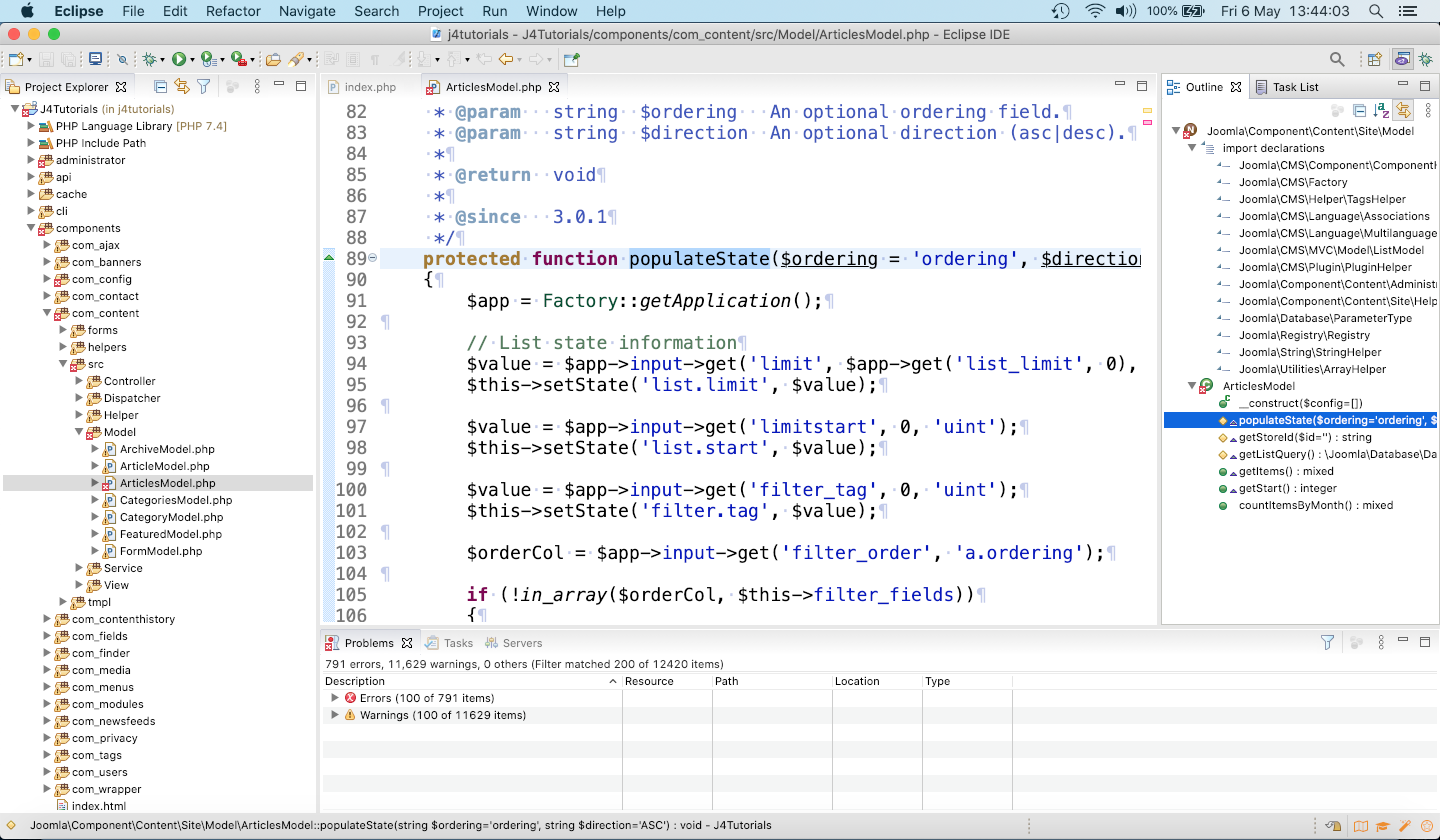 Eclipse File Edit Refactor Navigate Search Project Run Window Help 100% Fri 6 May 13:44:03
j4tutorials - J4Tutorials/components/com_content/src/Model/ArticlesModel.php - Eclipse IDE
Project Explorer
J4Tutorials (in j4tutorials)
PHP Language Library [PHP 7.4]
PHP Include Path
administrator
api
cache
cli
components
com_ajax
com_banners
com_config
com_contact
com_content
forms
helpers
src
Controller
Dispatcher
Helper
Model
ArchiveModel.php
ArticleModel.php
ArticlesModel.php
CategoriesModel.php
CategoryModel.php
FeaturedModel.php
FormModel.php
Service
View
tmpl
com_contenthistory
com_fields
com_finder
com_media
com_menus
com_modules
com_newsfeeds
com_privacy
com_tags
com_users
com_wrapper
index.html
index.php ArticlesModel.php
82 * @param string $ordering An optional ordering field.¶
83 * @param string $direction An optional direction (asc|desc).¶
84 *¶
85 * @return void¶
86 *¶
87 * @since 3.0.1¶
88 */¶
89 protected function populateState($ordering = 'ordering', $direction
90 {¶
91 $app = Factory::getApplication();¶
92 ¶
93 // List state information¶
94 $value = $app->input->get('limit', $app->get('list_limit', 0),
95 $this->setState('list.limit', $value);¶
96 ¶
97 $value = $app->input->get('limitstart', 0, 'uint');¶
98 $this->setState('list.start', $value);¶
99 ¶
100 $value = $app->input->get('filter_tag', 0, 'uint');¶
101 $this->setState('filter.tag', $value);¶
102 ¶
103 $orderCol = $app->input->get('filter_order', 'a.ordering');¶
104 ¶
105 if (!in_array($orderCol, $this->filter_fields))¶
106 {¶
Outline Task List
Joomla\Component\Content\Site\Model
import declarations
Joomla\CMS\Component\ComponentH
Joomla\CMS\Factory
Joomla\CMS\Helper\TagsHelper
Joomla\CMS\Language\Associations
Joomla\CMS\Language\Multilanguage
Joomla\CMS\MVC\Model\ListModel
Joomla\CMS\Plugin\PluginHelper
Joomla\Component\Content\Administ
Joomla\Component\Content\Site\Help
Joomla\Database\ParameterType
Joomla\Registry\Registry
Joomla\String\StringHelper
Joomla\Utilities\ArrayHelper
ArticlesModel
__construct($config=[])
populateState($ordering='ordering', $
getStoreId($id='') : string
getListQuery() : \Joomla\Database\Da
getItems() : mixed
getStart() : integer
countItemsByMonth() : mixed
Problems Tasks Servers
791 errors, 11,629 warnings, 0 others (Filter matched 200 of 12420 items)
Description Resource Path Location Type
Errors (100 of 791 items)
Warnings (100 of 11629 items)
Joomla\Component\Content\Site\Model\ArticlesModel::populateState(string $ordering='ordering', string $direction='ASC') : void - J4Tutorials